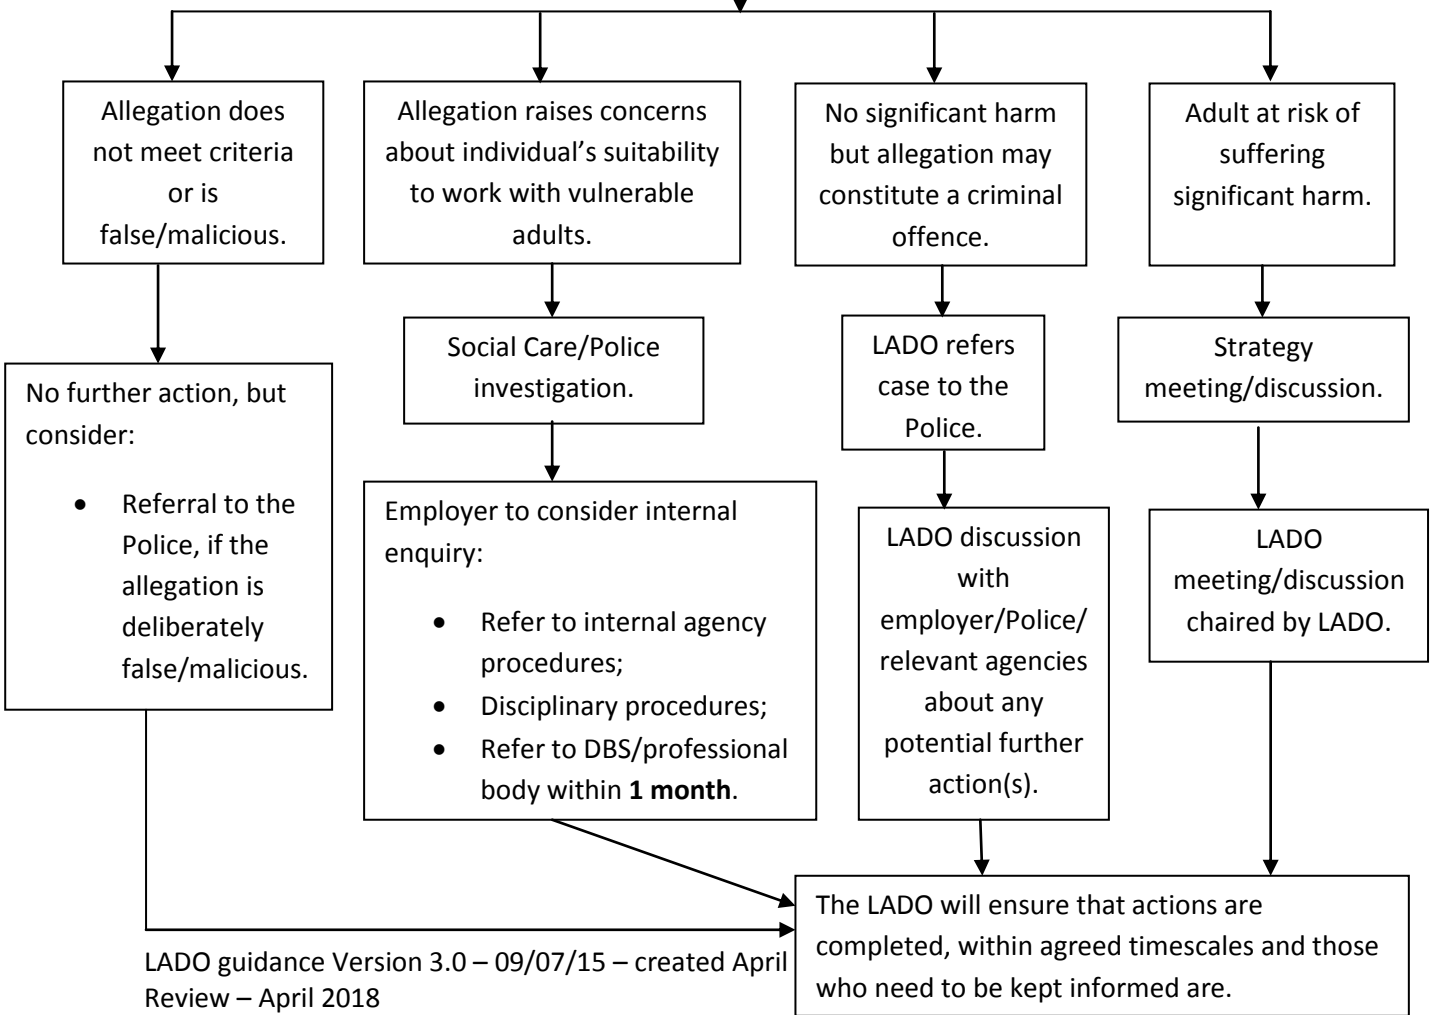 Allegation does
not meet criteria
or is
false/malicious.
Allegation raises concerns
about individual’s suitability
to work with vulnerable
adults.
No significant harm
but allegation may
constitute a criminal
offence.
Adult at risk of
suffering
significant harm.
No further action, but
consider:
• Referral to the
Police, if the
allegation is
deliberately
false/malicious.
Social Care/Police
investigation.
LADO refers
case to the
Police.
Strategy
meeting/discussion.
Employer to consider internal
enquiry:
• Refer to internal agency
procedures;
• Disciplinary procedures;
• Refer to DBS/professional
body within 1 month.
LADO discussion
with
employer/Police/
relevant agencies
about any
potential further
action(s).
LADO
meeting/discussion
chaired by LADO.
The LADO will ensure that actions are
completed, within agreed timescales and those
who need to be kept informed are.
LADO guidance Version 3.0 – 09/07/15 – created April
Review – April 2018